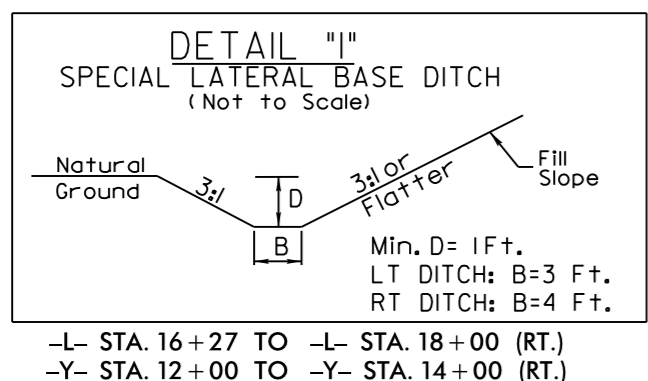 DETAIL "I"
SPECIAL LATERAL BASE DITCH
(Not to Scale)
Natural
Ground
3:1
D
B
3:1 or
Flatter
Fill
Slope
Min. D= 1Ft.
LT DITCH: B=3 Ft.
RT DITCH: B=4 Ft.
–L– STA. 16+27 TO –L– STA. 18+00 (RT.)
–Y– STA. 12+00 TO –Y– STA. 14+00 (RT.)